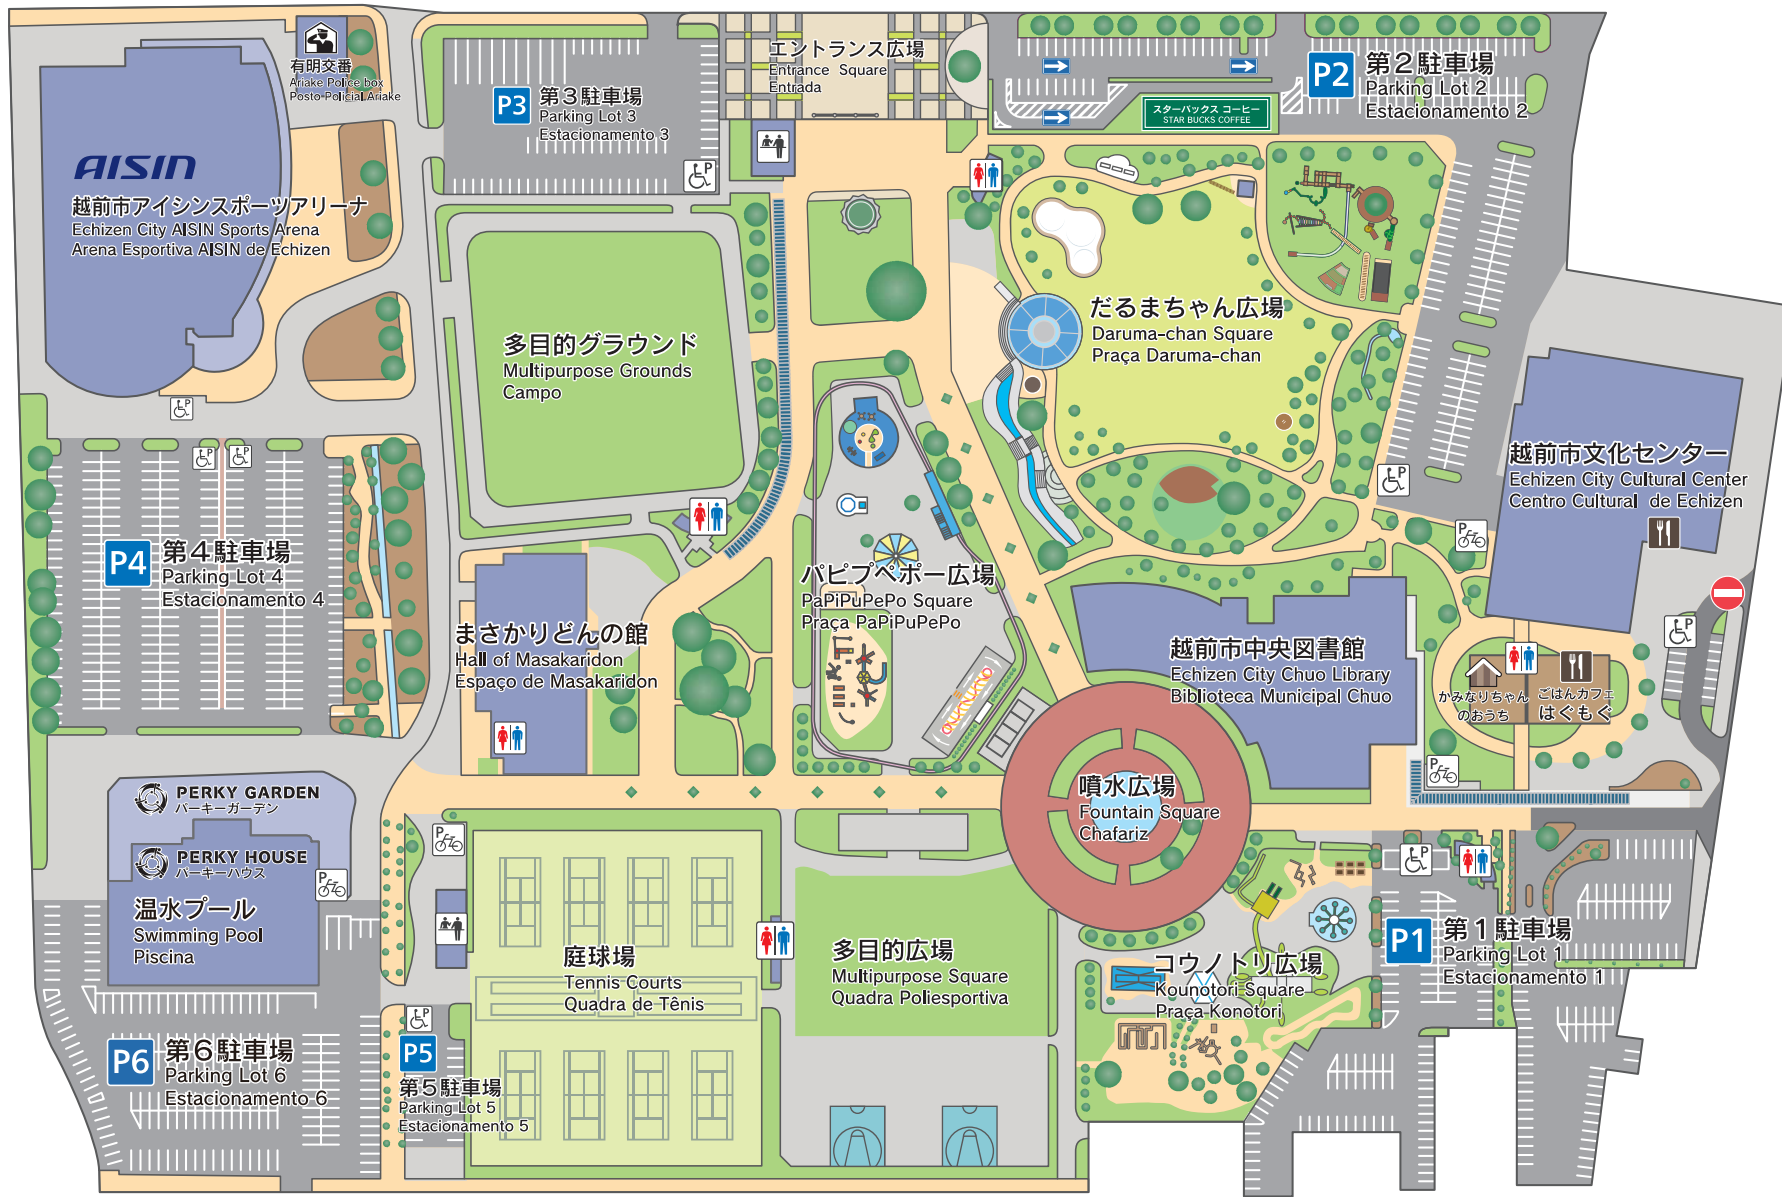 有明交番
Ariake Police box
Posto Policial Ariake
AISIN
越前市アイシンスポーツアリーナ
Echizen City AISIN Sports Arena
Arena Esportiva AISIN de Echizen
P3
第3駐車場
Parking Lot 3
Estacionamento 3
エントランス広場
Entrance Square
Entrada
スターバックス コーヒー
STAR BUCKS COFFEE
P2
第2駐車場
Parking Lot 2
Estacionamento 2
多目的グラウンド
Multipurpose Grounds
Campo
だるまちゃん広場
Daruma-chan Square
Praça Daruma-chan
越前市文化センター
Echizen City Cultural Center
Centro Cultural de Echizen
P4
第4駐車場
Parking Lot 4
Estacionamento 4
まさかりどんの館
Hall of Masakaridon
Espaço de Masakaridon
パピプペポー広場
PaPiPuPePo Square
Praça PaPiPuPePo
越前市中央図書館
Echizen City Chuo Library
Biblioteca Municipal Chuo
かみなりちゃん
のおうち
ごはんカフェ
はぐもぐ
PERKY GARDEN
パーキーガーデン
PERKY HOUSE
パーキーハウス
温水プール
Swimming Pool
Piscina
噴水広場
Fountain Square
Chafariz
庭球場
Tennis Courts
Quadra de Tênis
多目的広場
Multipurpose Square
Quadra Poliesportiva
コウノトリ広場
Kounotori Square
Praça Konotori
P1
第1駐車場
Parking Lot 1
Estacionamento 1
P6
第6駐車場
Parking Lot 6
Estacionamento 6
P5
第5駐車場
Parking Lot 5
Estacionamento 5
P
P
P
P
P
P
P
P
P
P
P
P